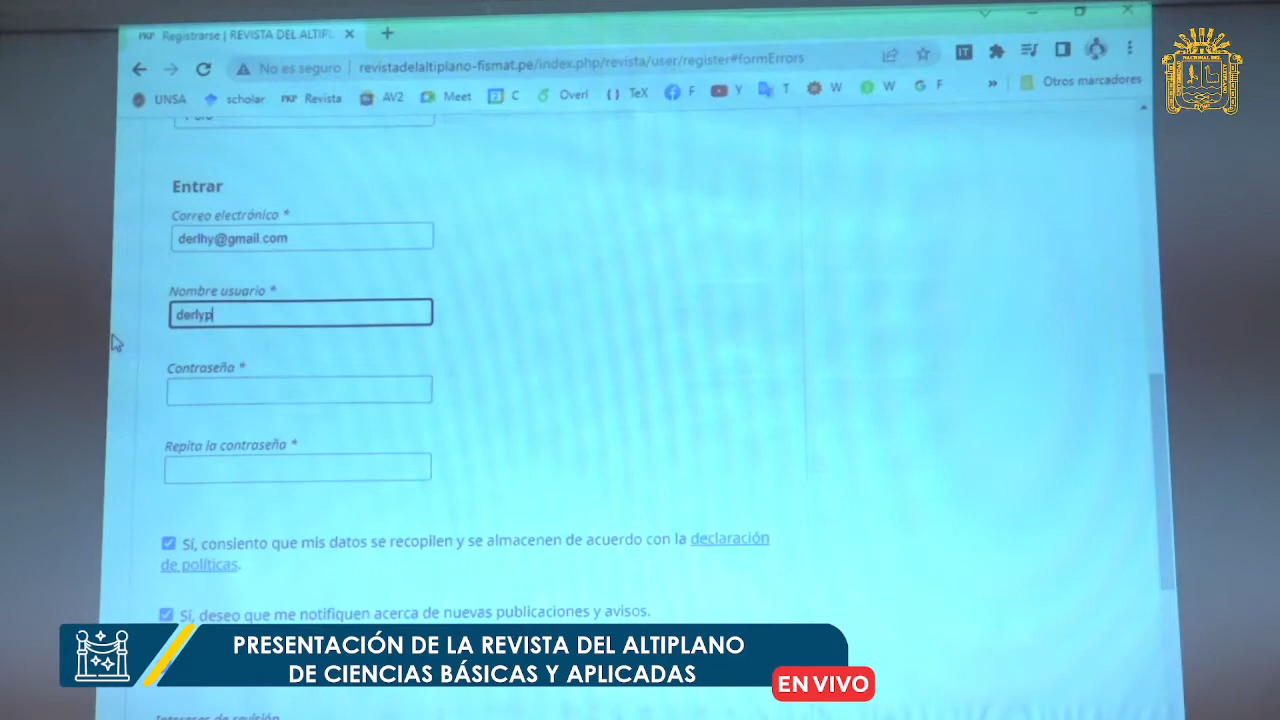 PKP Registrarse | REVISTA DEL ALTIPL
No es seguro | revistadelaltiplano-fismat.pe/index.php/revista/user/register#formErrors
UNSA scholar PKP Revista AV2 Meet C Overl TeX F Y T W W F » Otros marcadores
Entrar
Correo electrónico *
derlhy@gmail.com
Nombre usuario *
derlyp
Contraseña *
Repita la contraseña *
Sí, consiento que mis datos se recopilen y se almacenen de acuerdo con la declaración
de políticas.
Sí, deseo que me notifiquen acerca de nuevas publicaciones y avisos.
PRESENTACIÓN DE LA REVISTA DEL ALTIPLANO
DE CIENCIAS BÁSICAS Y APLICADAS
EN VIVO